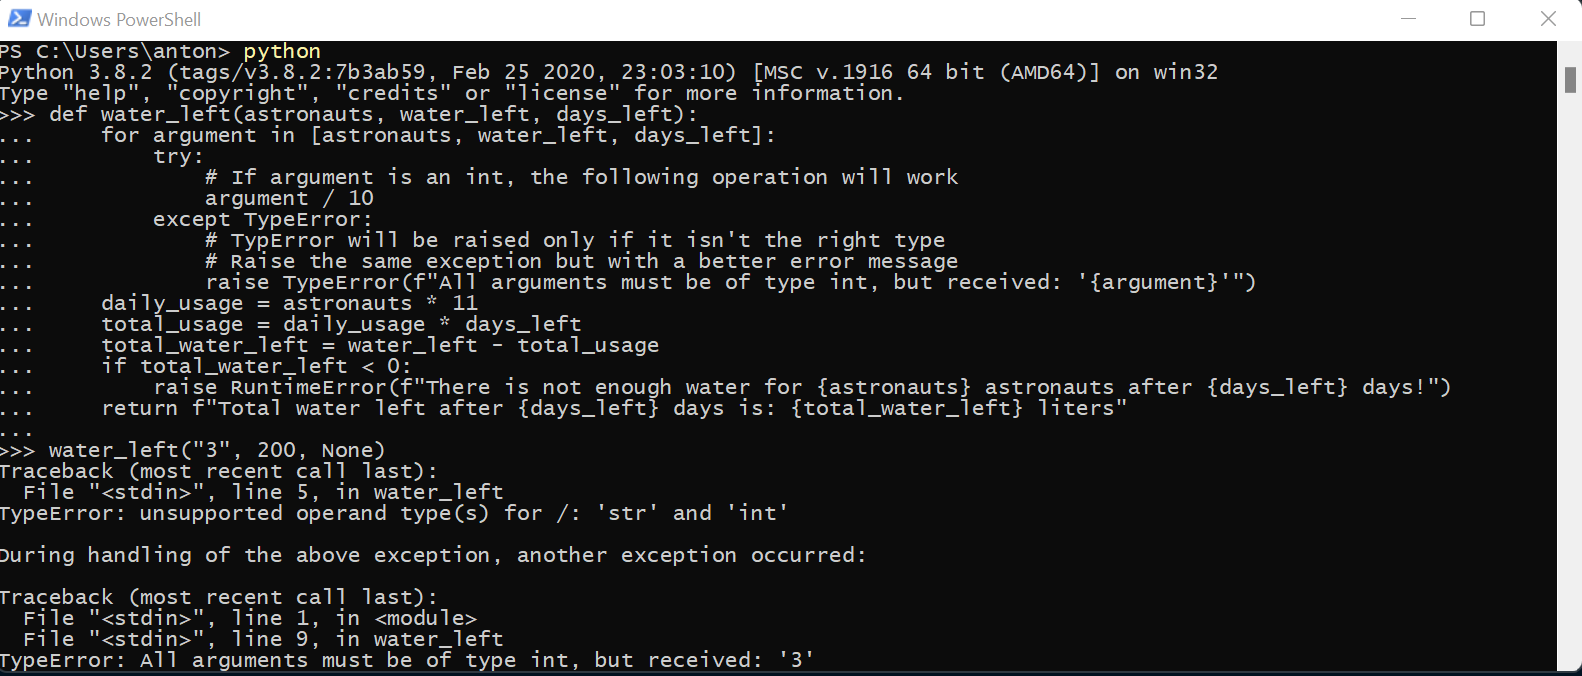 Windows PowerShell
PS C:\Users\anton> python
Python 3.8.2 (tags/v3.8.2:7b3ab59, Feb 25 2020, 23:03:10) [MSC v.1916 64 bit (AMD64)] on win32
Type "help", "copyright", "credits" or "license" for more information.
>>> def water_left(astronauts, water_left, days_left):
...     for argument in [astronauts, water_left, days_left]:
...         try:
...             # If argument is an int, the following operation will work
...             argument / 10
...         except TypeError:
...             # TypError will be raised only if it isn't the right type
...             # Raise the same exception but with a better error message
...             raise TypeError(f"All arguments must be of type int, but received: '{argument}'")
...     daily_usage = astronauts * 11
...     total_usage = daily_usage * days_left
...     total_water_left = water_left - total_usage
...     if total_water_left < 0:
...         raise RuntimeError(f"There is not enough water for {astronauts} astronauts after {days_left} days!")
...     return f"Total water left after {days_left} days is: {total_water_left} liters"
...
>>> water_left("3", 200, None)
Traceback (most recent call last):
  File "<stdin>", line 5, in water_left
TypeError: unsupported operand type(s) for /: 'str' and 'int'

During handling of the above exception, another exception occurred:

Traceback (most recent call last):
  File "<stdin>", line 1, in <module>
  File "<stdin>", line 9, in water_left
TypeError: All arguments must be of type int, but received: '3'